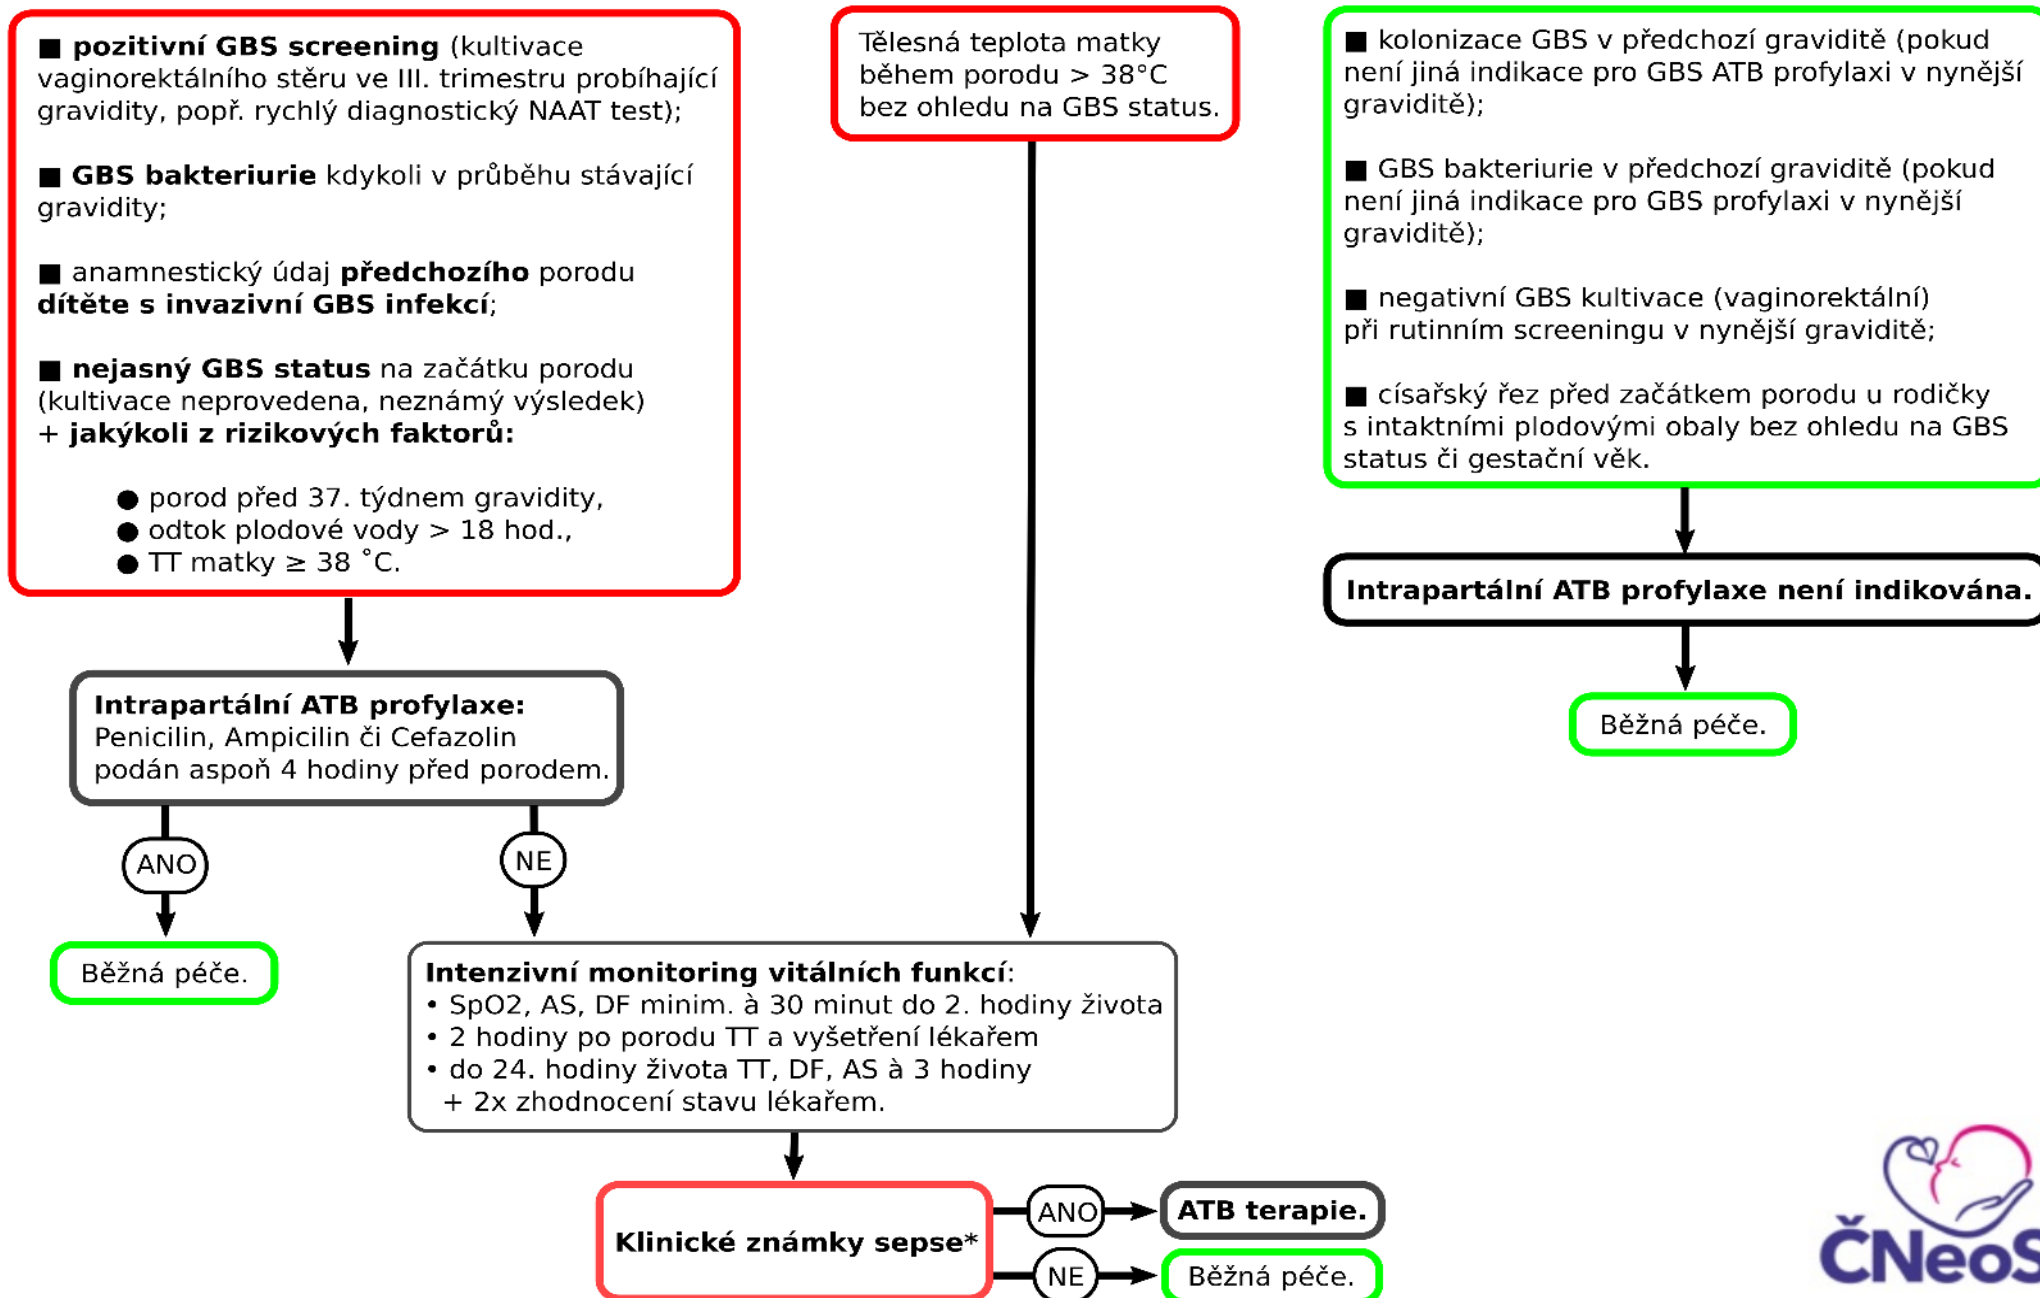 ■ pozitivní GBS screening (kultivace
vaginorektálního stěru ve III. trimestru probíhající
gravidity, popř. rychlý diagnostický NAAT test);
■ GBS bakteriurie kdykoli v průběhu stávající
gravidity;
■ anamnestický údaj předchozího porodu
dítěte s invazivní GBS infekcí;
■ nejasný GBS status na začátku porodu
(kultivace neprovedena, neznámý výsledek)
+ jakýkoli z rizikových faktorů:
● porod před 37. týdnem gravidity,
● odtok plodové vody > 18 hod.,
● TT matky ≥ 38 ˚C.
Tělesná teplota matky
během porodu > 38°C
bez ohledu na GBS status.
■ kolonizace GBS v předchozí graviditě (pokud
není jiná indikace pro GBS ATB profylaxi v nynější
graviditě);
■ GBS bakteriurie v předchozí graviditě (pokud
není jiná indikace pro GBS profylaxi v nynější
graviditě);
■ negativní GBS kultivace (vaginorektální)
při rutinním screeningu v nynější graviditě;
■ císařský řez před začátkem porodu u rodičky
s intaktními plodovými obaly bez ohledu na GBS
status či gestační věk.
Intrapartální ATB profylaxe není indikována.
Běžná péče.
Intrapartální ATB profylaxe:
Penicilin, Ampicilin či Cefazolin
podán aspoň 4 hodiny před porodem.
ANO
NE
Běžná péče.
Intenzivní monitoring vitálních funkcí:
• SpO2, AS, DF minim. à 30 minut do 2. hodiny života
• 2 hodiny po porodu TT a vyšetření lékařem
• do 24. hodiny života TT, DF, AS à 3 hodiny
+ 2x zhodnocení stavu lékařem.
Klinické známky sepse*
ANO
ATB terapie.
NE
Běžná péče.
ČNeoS